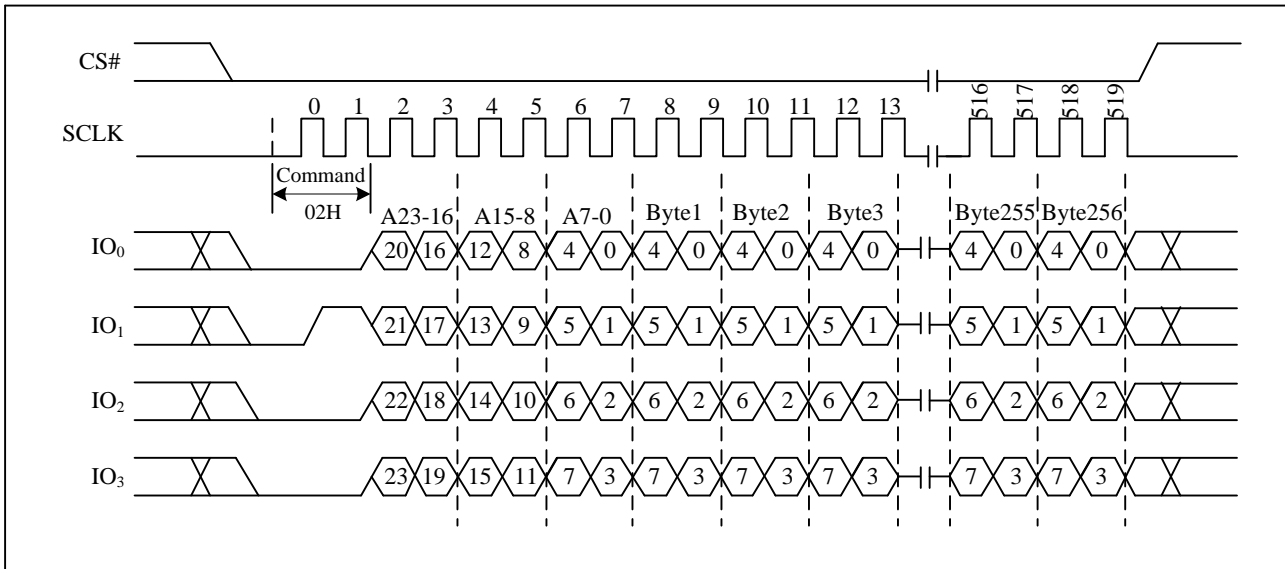 CS#
0 1 2 3 4 5 6 7 8 9 10 11 12 13 516 517 518 519
SCLK
Command
02H
A23-16 A15-8 A7-0 Byte1 Byte2 Byte3 Byte255 Byte256
IO0 20 16 12 8 4 0 4 0 4 0 4 0 4 0 4 0
IO1 21 17 13 9 5 1 5 1 5 1 5 1 5 1 5 1
IO2 22 18 14 10 6 2 6 2 6 2 6 2 6 2 6 2
IO3 23 19 15 11 7 3 7 3 7 3 7 3 7 3 7 3